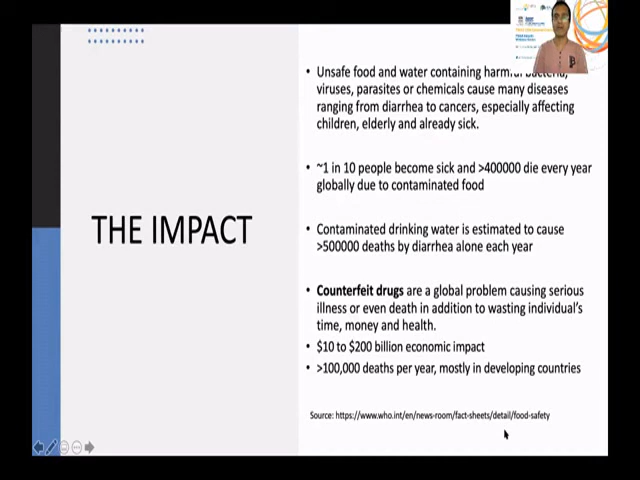 THE IMPACT
• Unsafe food and water containing harmful bacteria,
viruses, parasites or chemicals cause many diseases
ranging from diarrhea to cancers, especially affecting
children, elderly and already sick.
• ~1 in 10 people become sick and >400000 die every year
globally due to contaminated food
• Contaminated drinking water is estimated to cause
>500000 deaths by diarrhea alone each year
• Counterfeit drugs are a global problem causing serious
illness or even death in addition to wasting individual's
time, money and health.
• $10 to $200 billion economic impact
• >100,000 deaths per year, mostly in developing countries
Source: https://www.who.int/en/news-room/fact-sheets/detail/food-safety